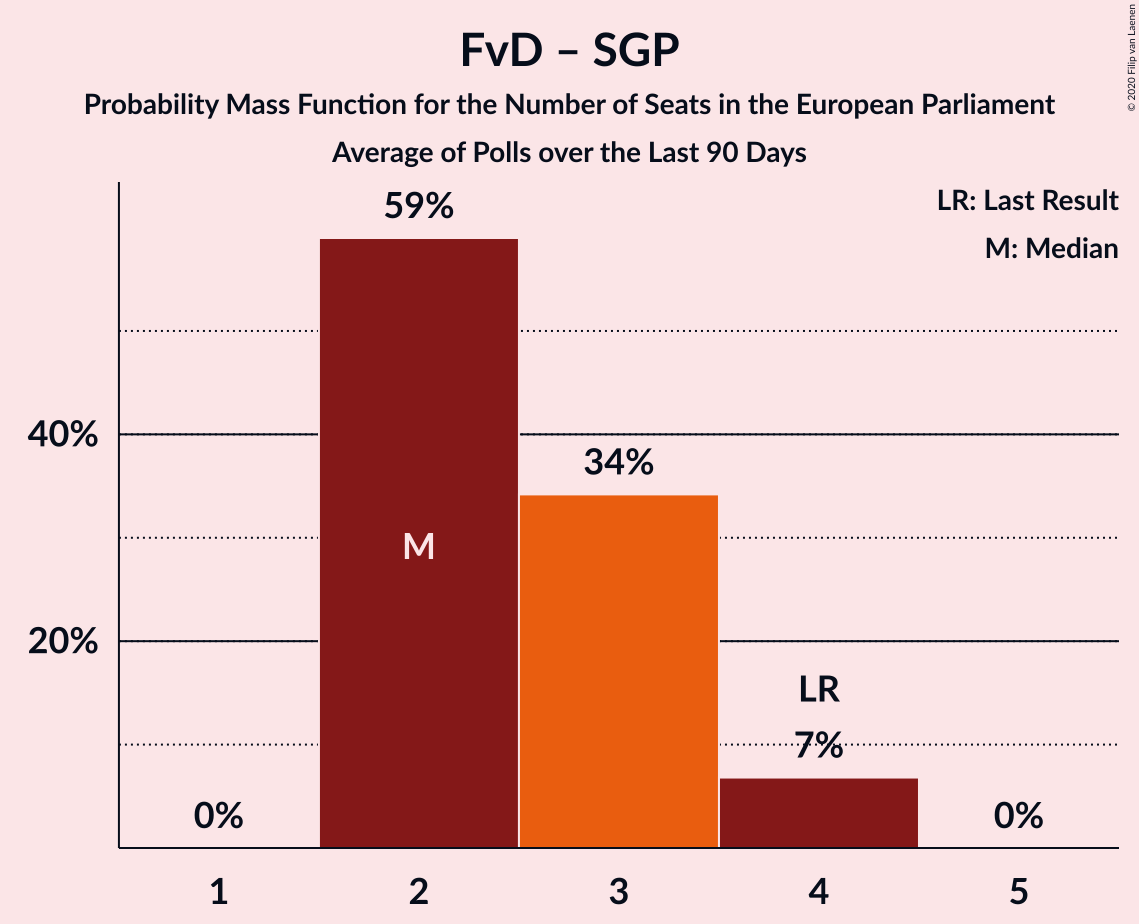 FvD – SGP
Probability Mass Function for the Number of Seats in the European Parliament
Average of Polls over the Last 90 Days
© 2020 Filip van Laenen
LR: Last Result
M: Median
59%
40%
34%
M
20%
LR
7%
0%
0%
1
2
3
4
5